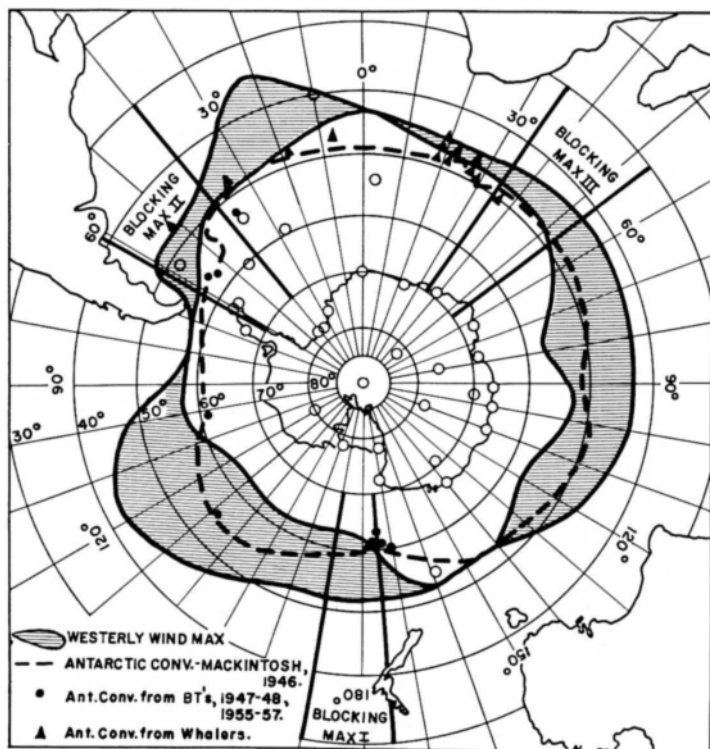 0°
30°
30°
BLOCKING
MAX III
BLOCKING
MAX II
60°
60°
90°
90°
80°
70°
60°
50°
40°
30°
120°
120°
150°
180°
BLOCKING
MAX I
WESTERLY WIND MAX
ANTARCTIC CONV.-MACKINTOSH,
1946.
Ant.Conv. from BT's, 1947-48,
1955-57.
Ant.Conv. from Whalers.